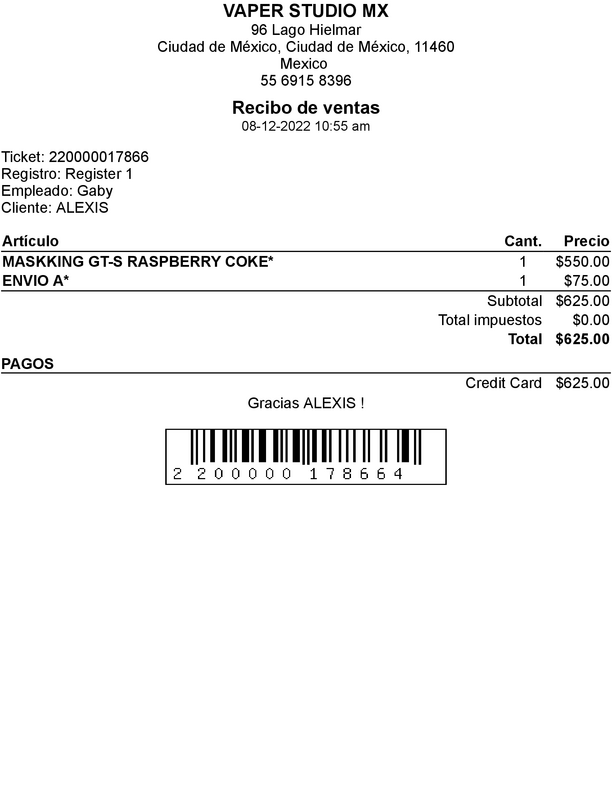 VAPER STUDIO MX
96 Lago Hielmar
Ciudad de México, Ciudad de México, 11460
Mexico
55 6915 8396
Recibo de ventas
08-12-2022 10:55 am
Ticket: 220000017866
Registro: Register 1
Empleado: Gaby
Cliente: ALEXIS
Artículo Cant. Precio
MASKKING GT-S RASPBERRY COKE* 1 $550.00
ENVIO A* 1 $75.00
Subtotal $625.00
Total impuestos $0.00
Total $625.00
PAGOS
Credit Card $625.00
Gracias ALEXIS !
2 200000 178664